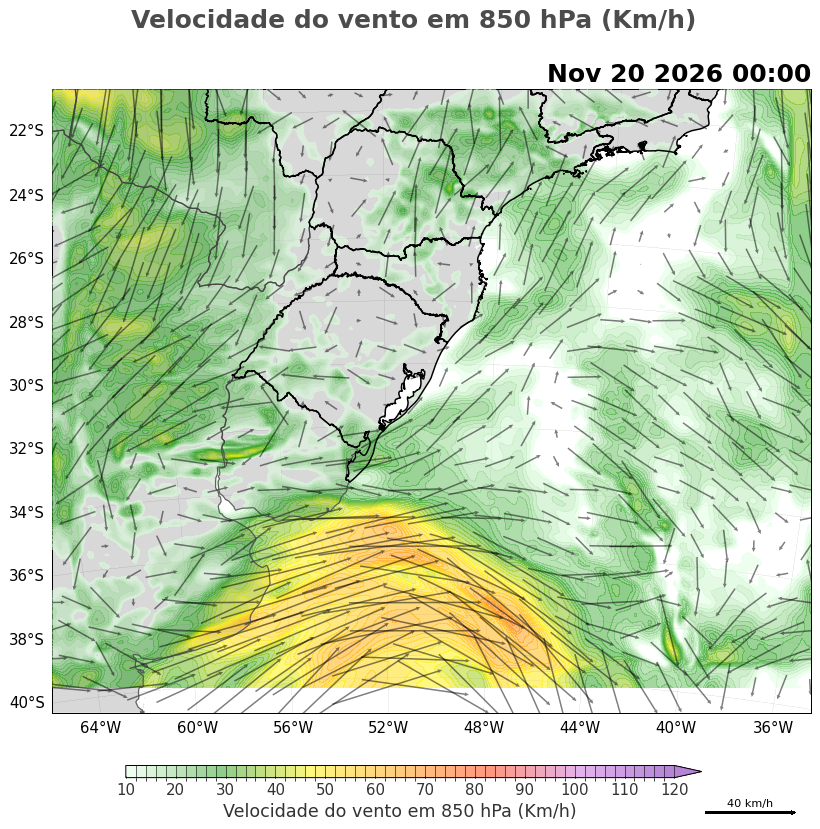 Velocidade do vento em 850 hPa (Km/h)
Nov 20 2026 00:00
22°S
24°S
26°S
28°S
30°S
32°S
34°S
36°S
38°S
40°S
64°W 60°W 56°W 52°W 48°W 44°W 40°W 36°W
10 20 30 40 50 60 70 80 90 100 110 120
Velocidade do vento em 850 hPa (Km/h)
40 km/h